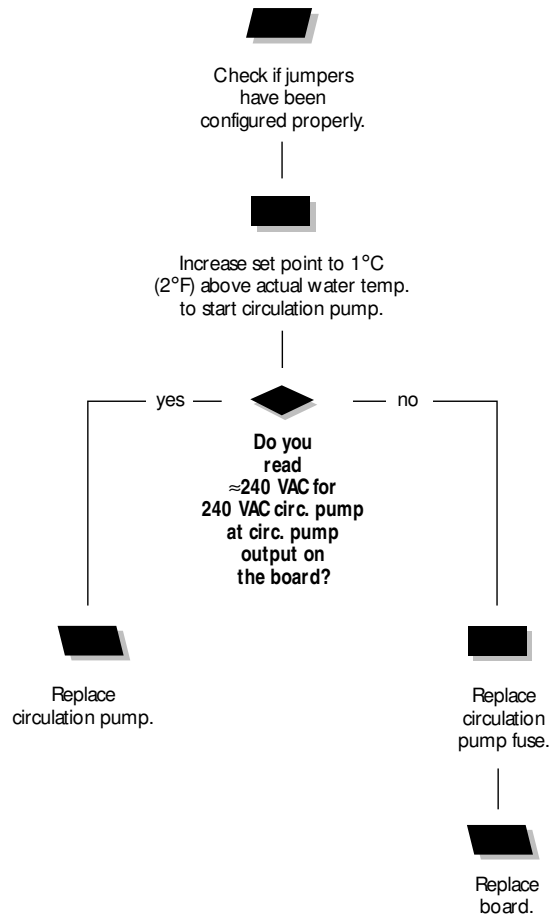 Check if jumpers
have been
configured properly.
Increase set point to 1°C
(2°F) above actual water temp.
to start circulation pump.
yes
no
Do you
read
≈240 VAC for
240 VAC circ. pump
at circ. pump
output on
the board?
Replace
circulation pump.
Replace
circulation
pump fuse.
Replace
board.